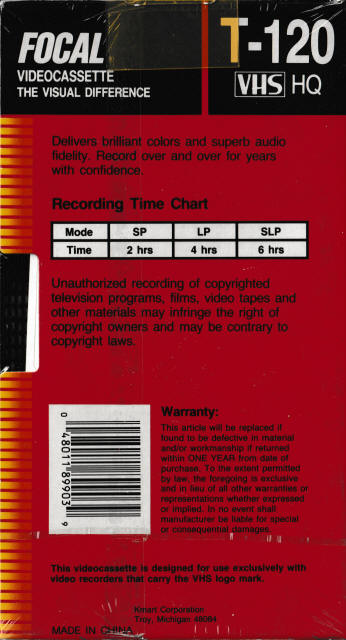 FOCAL
VIDEOCASSETTE
THE VISUAL DIFFERENCE
T-120
VHS HQ
Delivers brilliant colors and superb audio
fidelity. Record over and over for years
with confidence.
Recording Time Chart
Mode SP LP SLP
Time 2 hrs 4 hrs 6 hrs
Unauthorized recording of copyrighted
television programs, films, video tapes and
other materials may infringe the right of
copyright owners and may be contrary to
copyright laws.
0 48011 89903 9
Warranty:
This article will be replaced if
found to be defective in material
and/or workmanship if returned
within ONE YEAR from date of
purchase. To the extent permitted
by law, the foregoing is exclusive
and in lieu of all other warranties or
representations whether expressed
or implied. In no event shall
manufacturer be liable for special
or consequential damages.
This videocassette is designed for use exclusively with
video recorders that carry the VHS logo mark.
Kmart Corporation
Troy, Michigan 48084
MADE IN CHINA